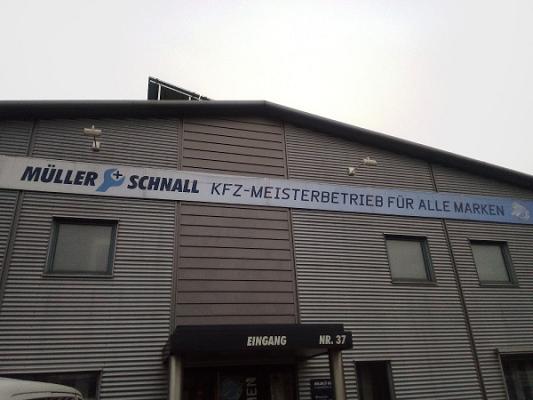 MÜLLER + SCHNALL KFZ-MEISTERBETRIEB FÜR ALLE MARKEN
EINGANG NR. 37